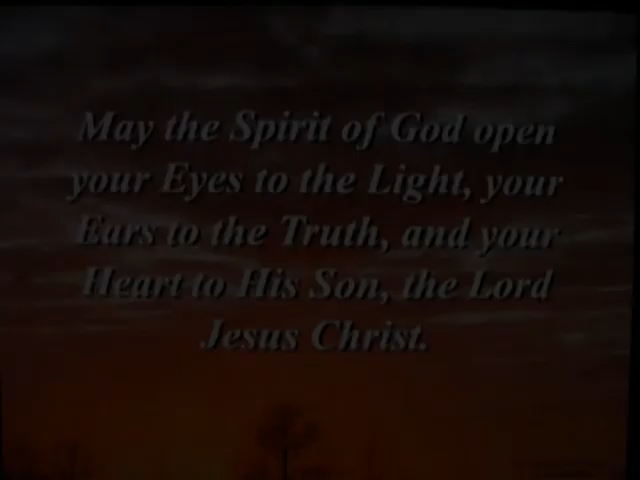 May the Spirit of God open
your Eyes to the Light, your
Ears to the Truth, and your
Heart to His Son, the Lord
Jesus Christ.